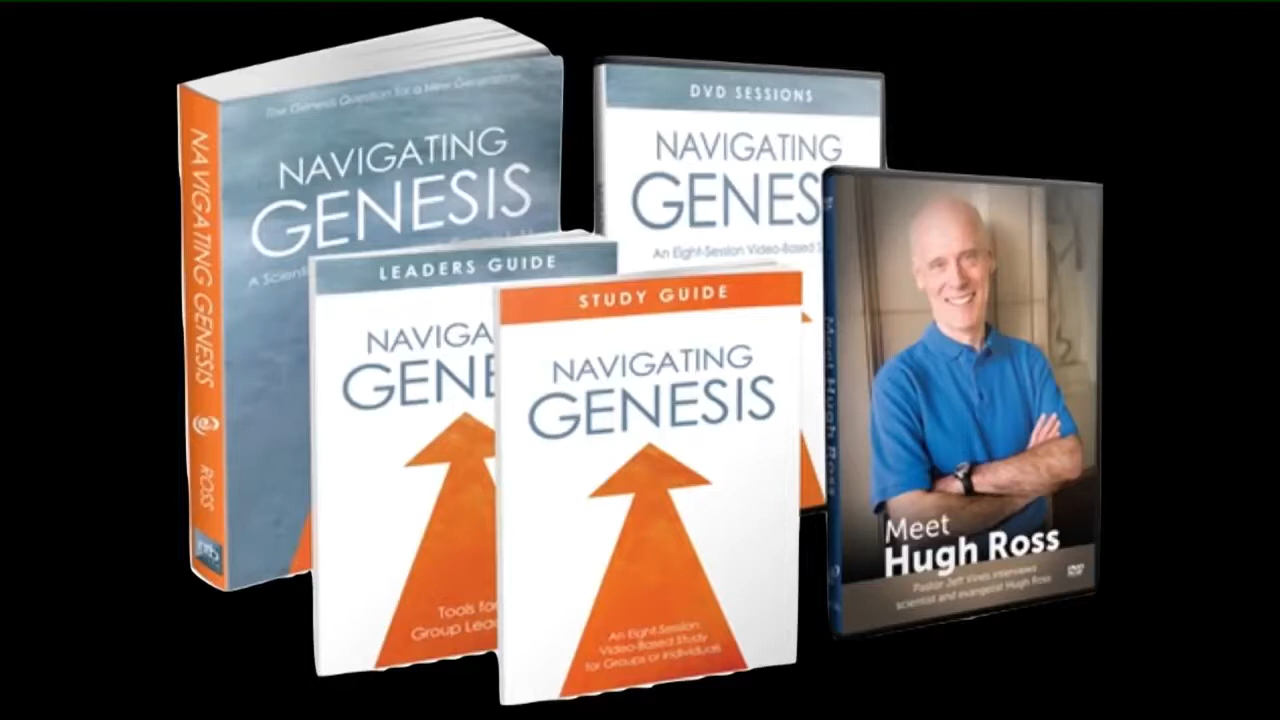 The Genesis Question for a New Generation
NAVIGATING
GENESIS
A Scienti
NAVIGATING GENESIS
ROSS
DVD SESSIONS
NAVIGATING
GENES
An Eight-Session Video-Based S
LEADERS GUIDE
NAVIGA
GENE
Tools for
Group Lea
STUDY GUIDE
NAVIGATING
GENESIS
An Eight-Session
Video-Based Study
for Groups or Individuals
Meet Hugh Ross
Meet
Hugh Ross
Pastor Jeff Vines interviews
scientist and evangelist Hugh Ross
DVD